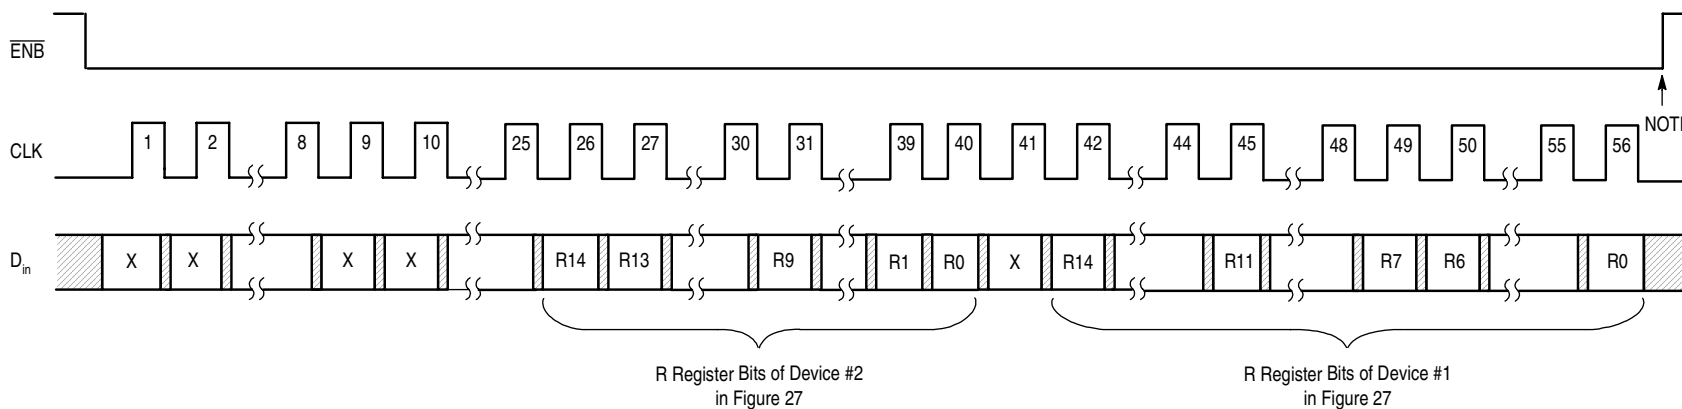 ENB
NOTE
CLK
1 2 8 9 10 25 26 27 30 31 39 40 41 42 44 45 48 49 50 55 56
Din
X X X X R14 R13 R9 R1 R0 X R14 R11 R7 R6 R0
R Register Bits of Device #2
in Figure 27
R Register Bits of Device #1
in Figure 27